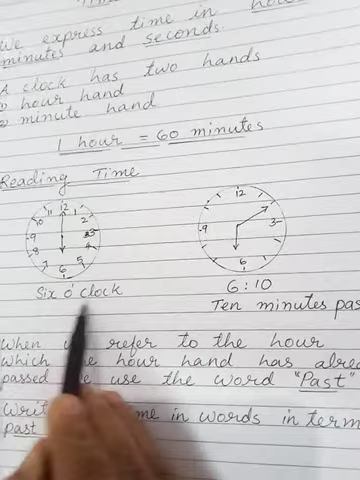 We express time in
minutes and seconds
A clock has two hands
hour hand
2 minute hand
1 hour = 60 minutes
Reading Time
12
11 1
10 2
9 3
8 4
7 5
6
Six o' clock
12
9 3
6
6:10
Ten minutes pas
When refer to the hour
which hour hand has alrea
passed use the word "Past"
in words in term
past